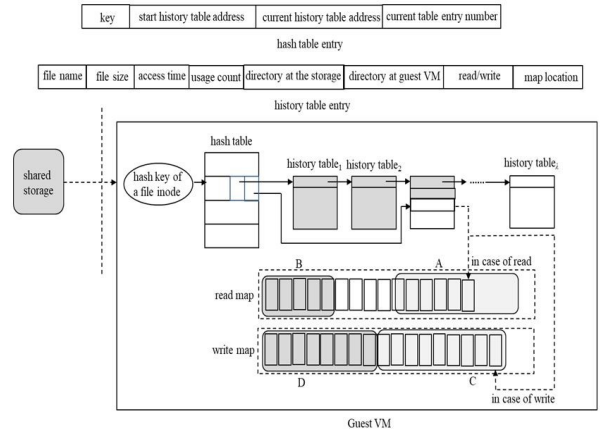 key start history table address current history table address current table entry number
hash table entry
file name file size access time usage count directory at the storage directory at guest VM read/write map location
history table entry
hash table
shared
storage
hash key of
a file inode
history table1 history table2 history tablek
in case of read
B A
read map
write map
D C
in case of write
Guest VM